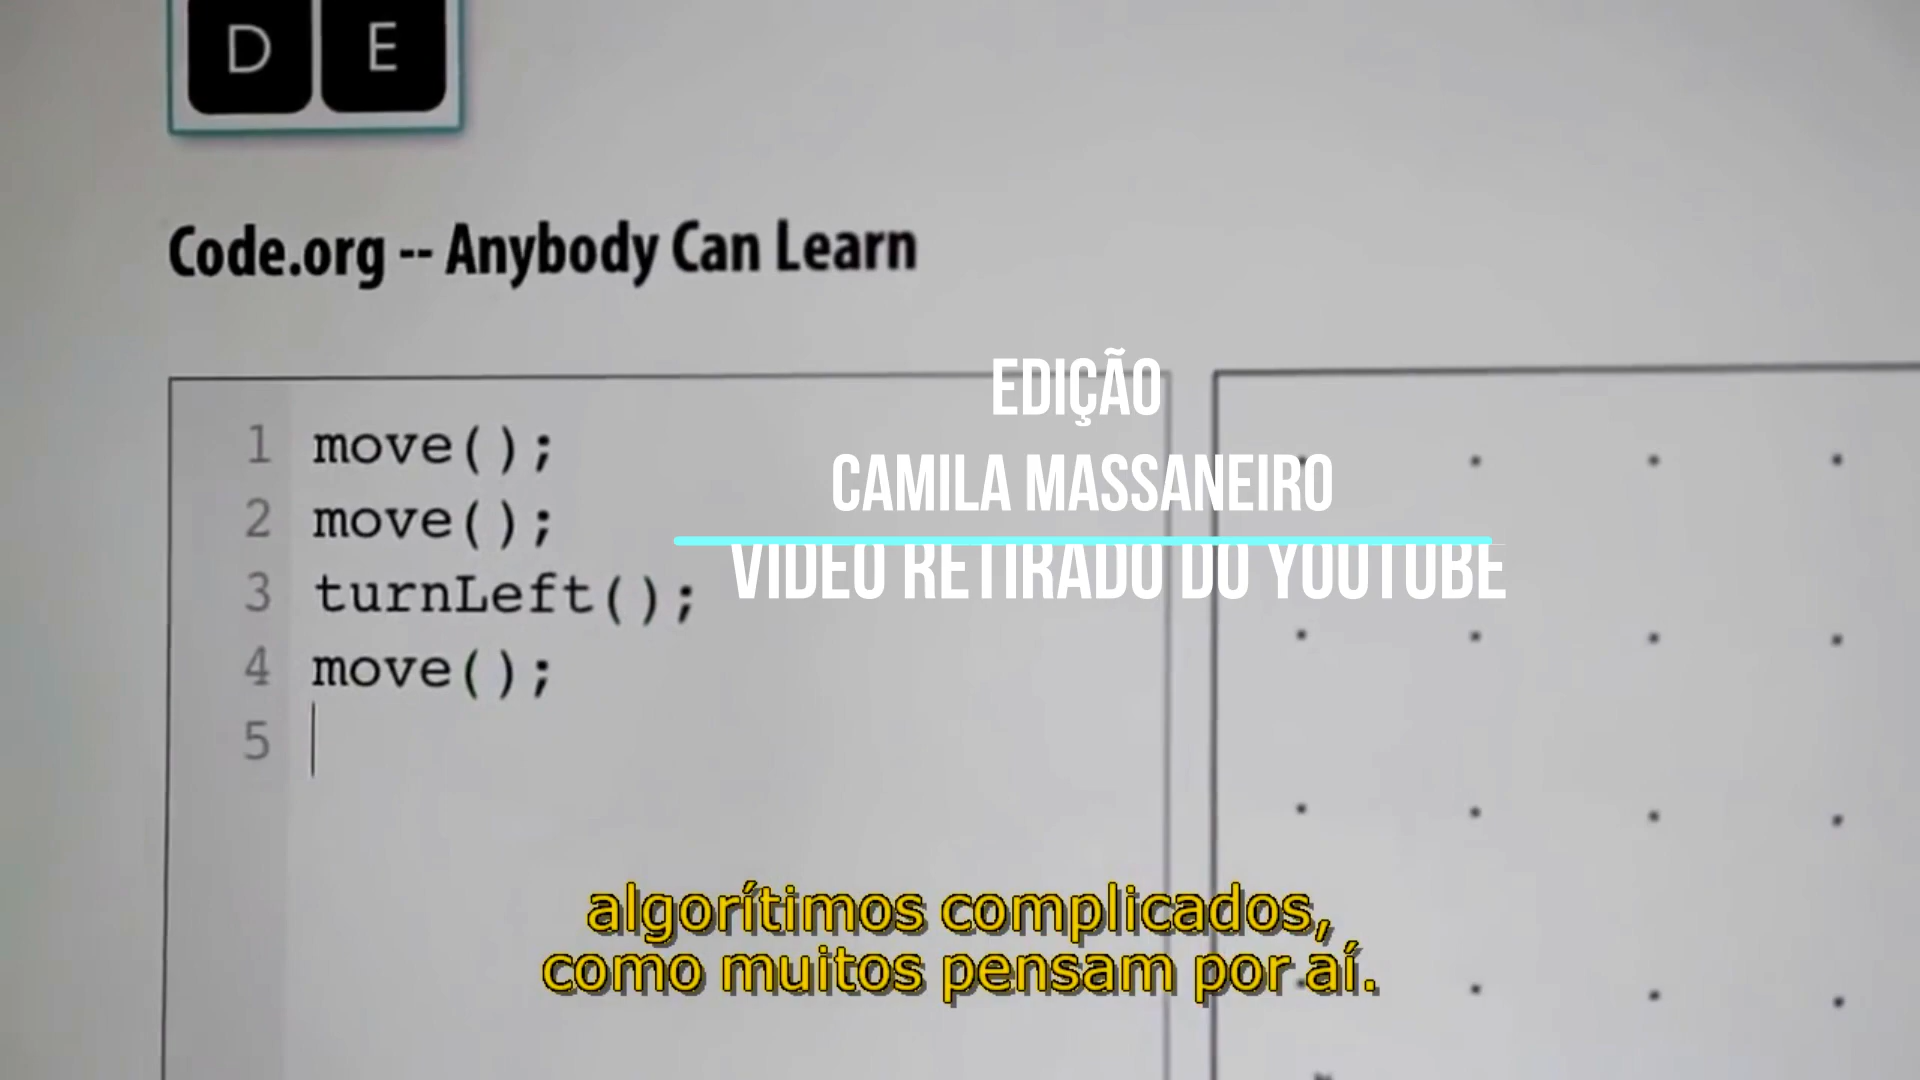 D E
Code.org -- Anybody Can Learn
1 move();
2 move();
3 turnLeft();
4 move();
5
EDIÇÃO
CAMILA MASSANEIRO
VIDEO RETIRADO DO YOUTUBE
algorítimos complicados,
como muitos pensam por aí.